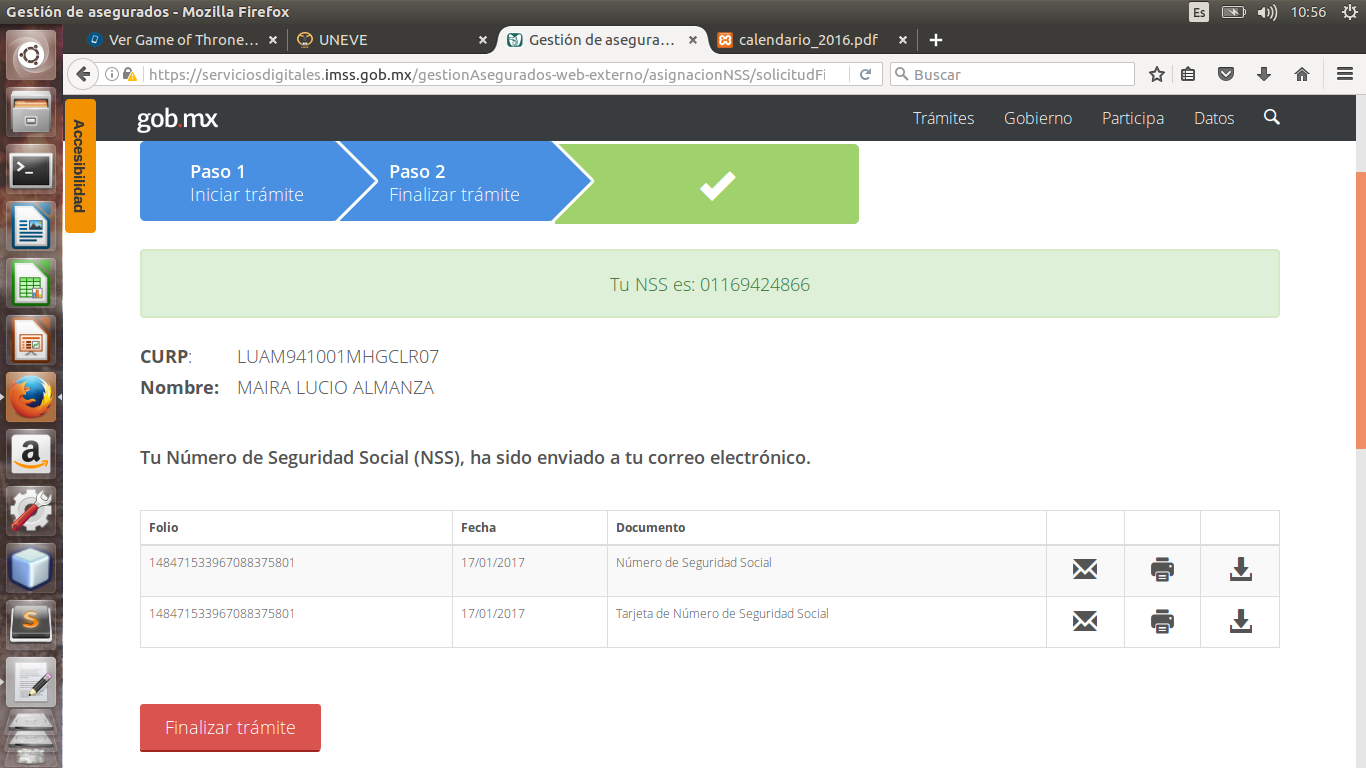 Gestión de asegurados - Mozilla Firefox
Es
10:56
Ver Game of Throne...
UNEVE
Gestión de asegura...
calendario_2016.pdf
https://serviciosdigitales.imss.gob.mx/gestionAsegurados-web-externo/asignacionNSS/solicitudFi
Buscar
Accesibilidad
gob.mx
Trámites
Gobierno
Participa
Datos
Paso 1
Iniciar trámite
Paso 2
Finalizar trámite
Tu NSS es: 01169424866
CURP: LUAM941001MHGCLR07
Nombre: MAIRA LUCIO ALMANZA
Tu Número de Seguridad Social (NSS), ha sido enviado a tu correo electrónico.
Folio Fecha Documento
148471533967088375801 17/01/2017 Número de Seguridad Social
148471533967088375801 17/01/2017 Tarjeta de Número de Seguridad Social
Finalizar trámite